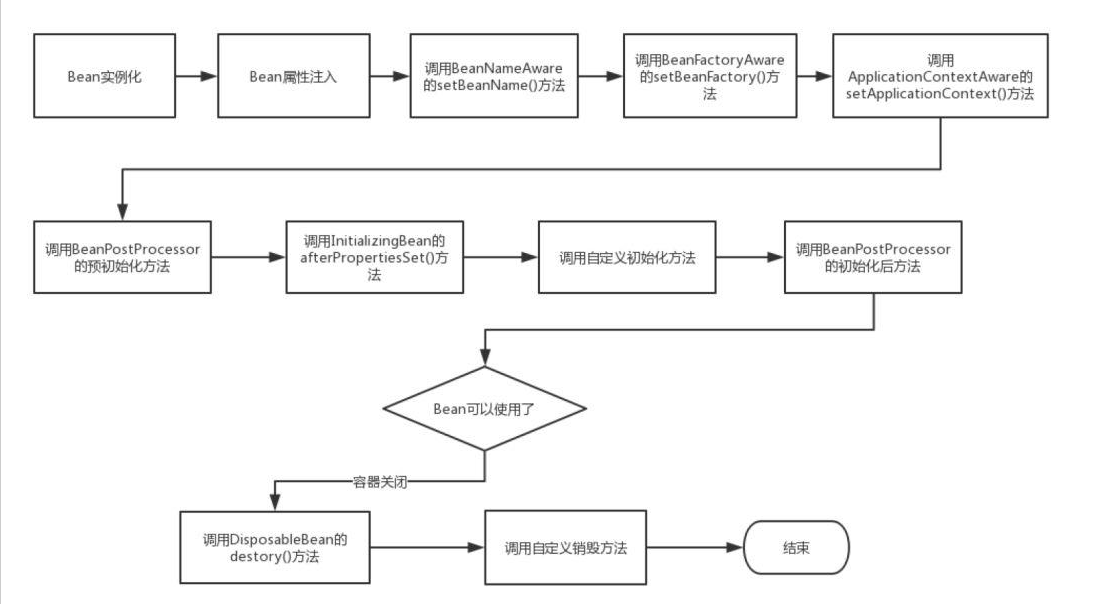 Bean实例化
Bean属性注入
调用BeanNameAware
的setBeanName()方法
调用BeanFactoryAware
的setBeanFactory()方
法
调用
ApplicationContextAware的
setApplicationContext()方法
调用BeanPostProcessor
的预初始化方法
调用InitializingBean的
afterPropertiesSet()方
法
调用自定义初始化方法
调用BeanPostProcessor
的初始化后方法
Bean可以使用了
容器关闭
调用DisposableBean的
destory()方法
调用自定义销毁方法
结束